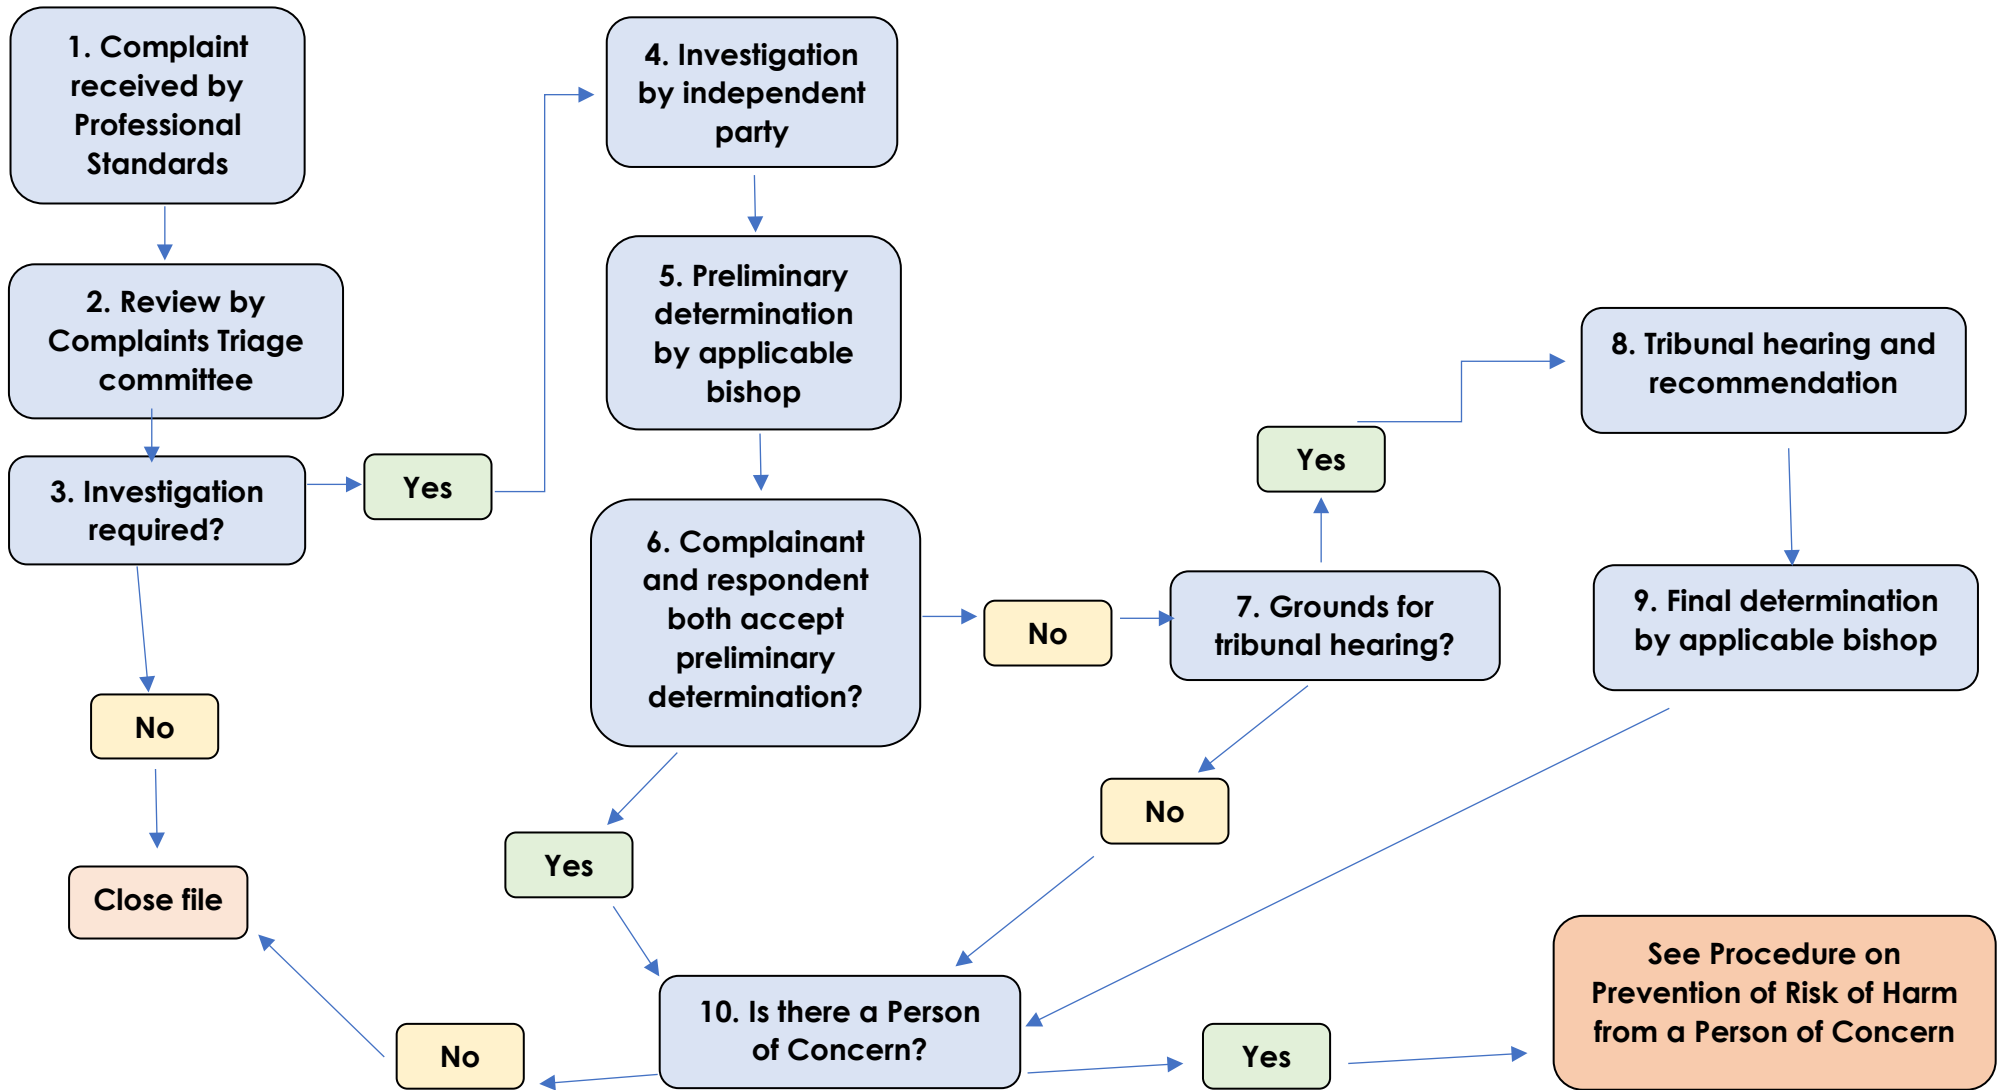 1. Complaint
received by
Professional
Standards
2. Review by
Complaints Triage
committee
3. Investigation
required?
Yes
No
Close file
4. Investigation
by independent
party
5. Preliminary
determination
by applicable
bishop
6. Complainant
and respondent
both accept
preliminary
determination?
No
Yes
7. Grounds for
tribunal hearing?
Yes
No
8. Tribunal hearing and
recommendation
9. Final determination
by applicable bishop
10. Is there a Person
of Concern?
No
Yes
See Procedure on
Prevention of Risk of Harm
from a Person of Concern